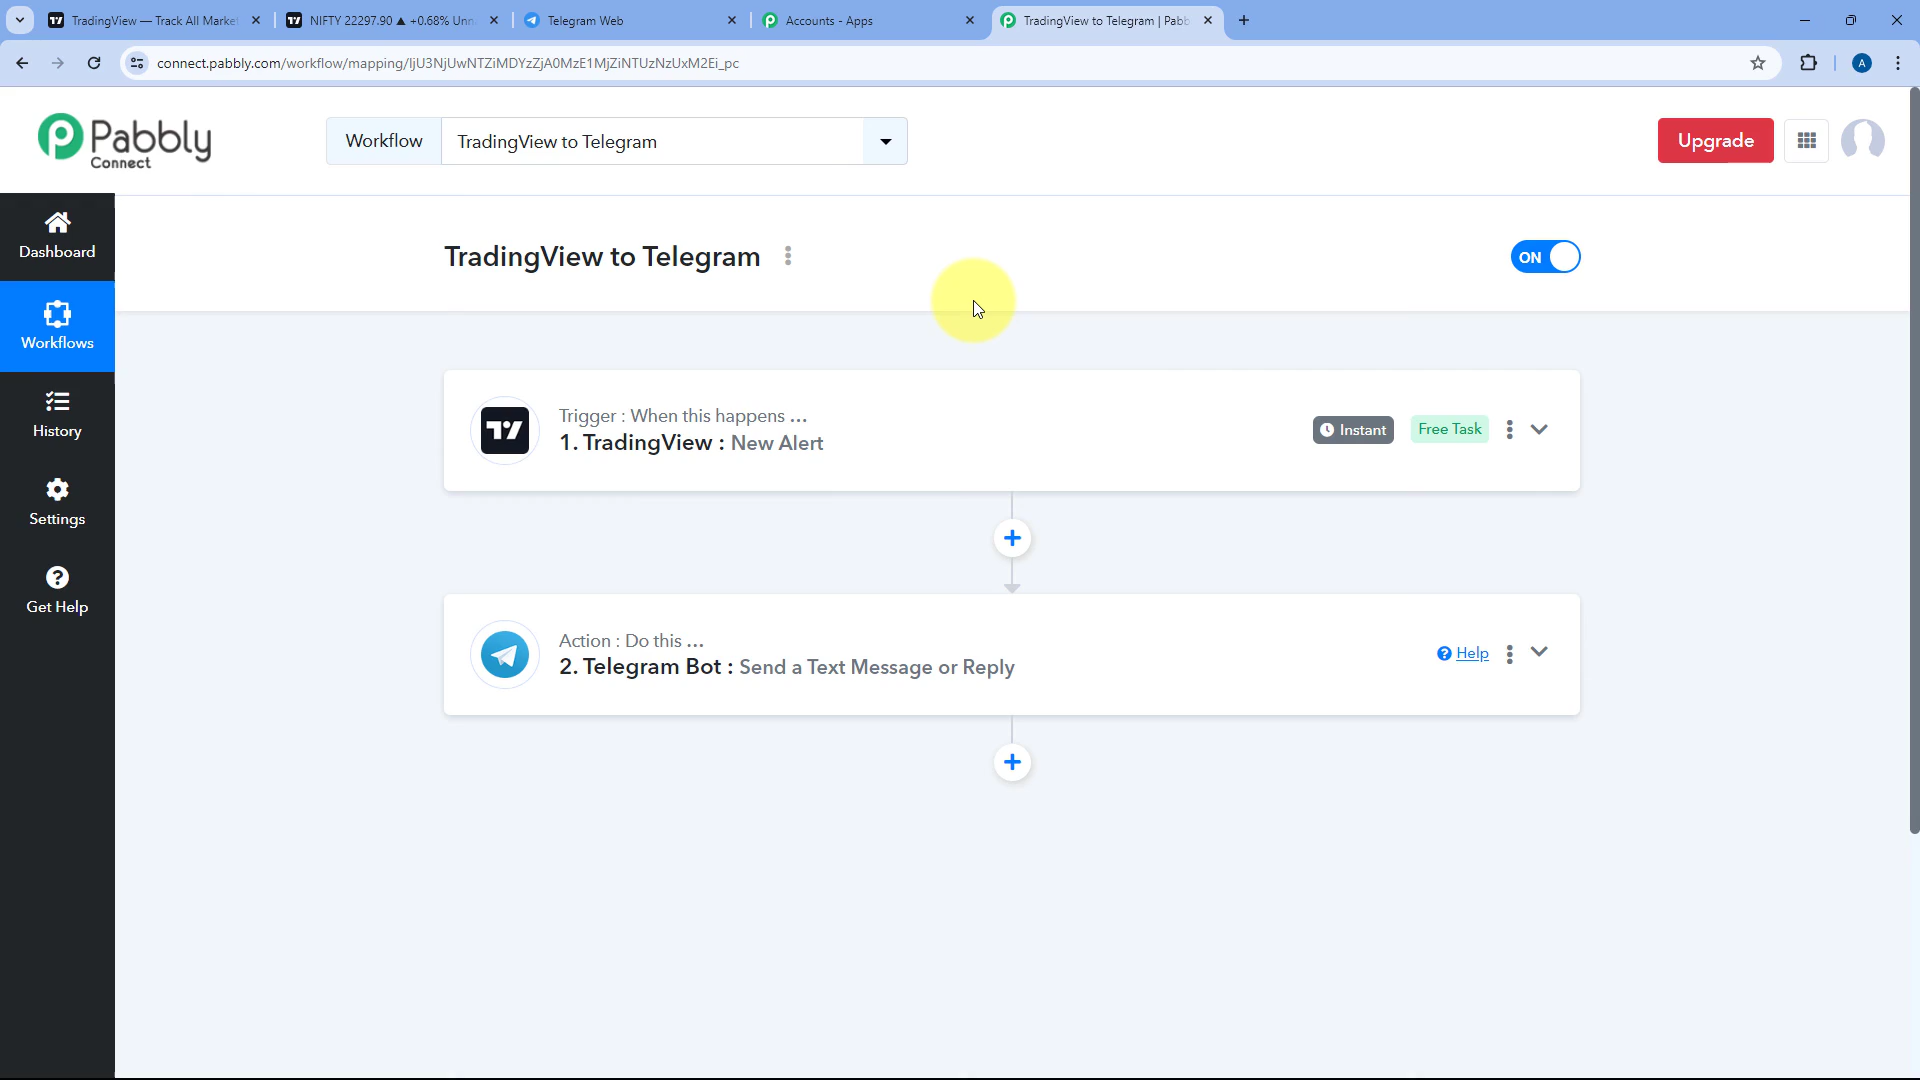 TradingView — Track All Marke
NIFTY 22297.90 ▲ +0.68% Unn
Telegram Web
Accounts - Apps
TradingView to Telegram | Pabb
connect.pabbly.com/workflow/mapping/IjU3NjUwNTZiMDYzZjA0MzE1MjZiNTUzNzUxM2Ei_pc
A
Pabbly
Connect
Workflow
TradingView to Telegram
Upgrade
Dashboard
Workflows
History
Settings
Get Help
TradingView to Telegram
ON
Trigger : When this happens ...
1. TradingView : New Alert
Instant
Free Task
Action : Do this ...
2. Telegram Bot : Send a Text Message or Reply
Help